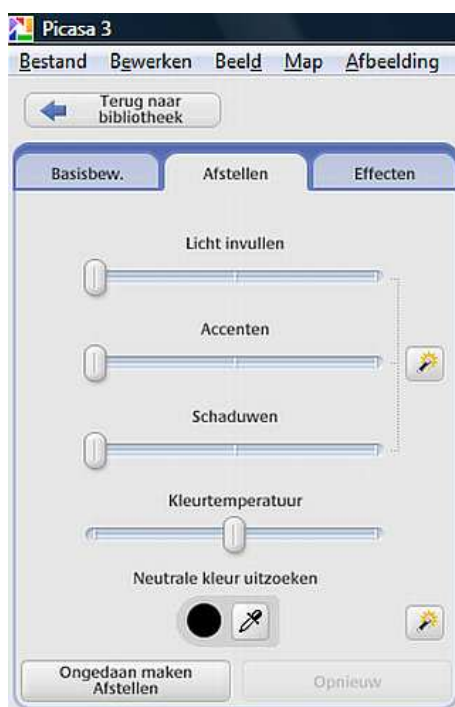 Picasa 3
Bestand Bewerken Beeld Map Afbeelding
Terug naar
bibliotheek
Basisbew. Afstellen Effecten
Licht invullen
Accenten
Schaduwen
Kleurtemperatuur
Neutrale kleur uitzoeken
Ongedaan maken
Afstellen
Opnieuw